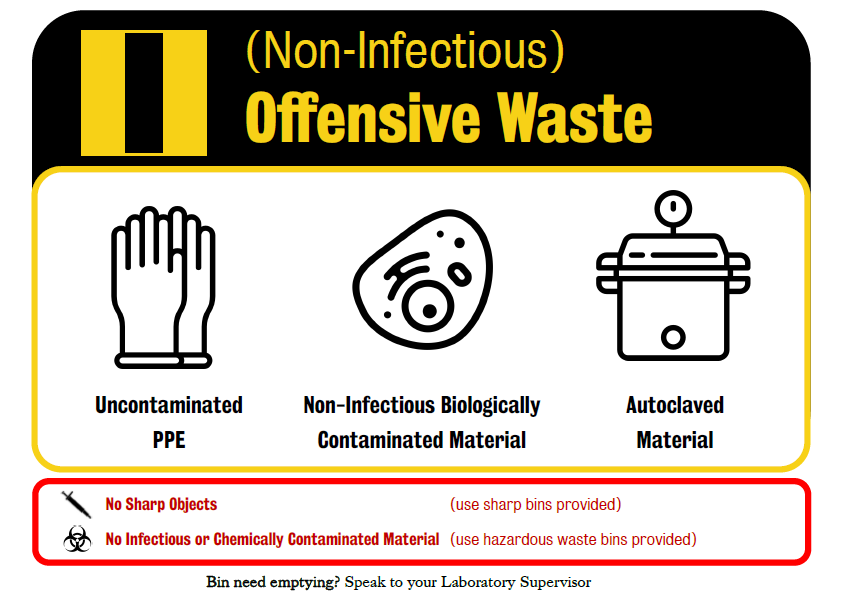 (Non-Infectious)
Offensive Waste
Uncontaminated
PPE
Non-Infectious Biologically
Contaminated Material
Autoclaved
Material
No Sharp Objects (use sharp bins provided)
No Infectious or Chemically Contaminated Material (use hazardous waste bins provided)
Bin need emptying? Speak to your Laboratory Supervisor